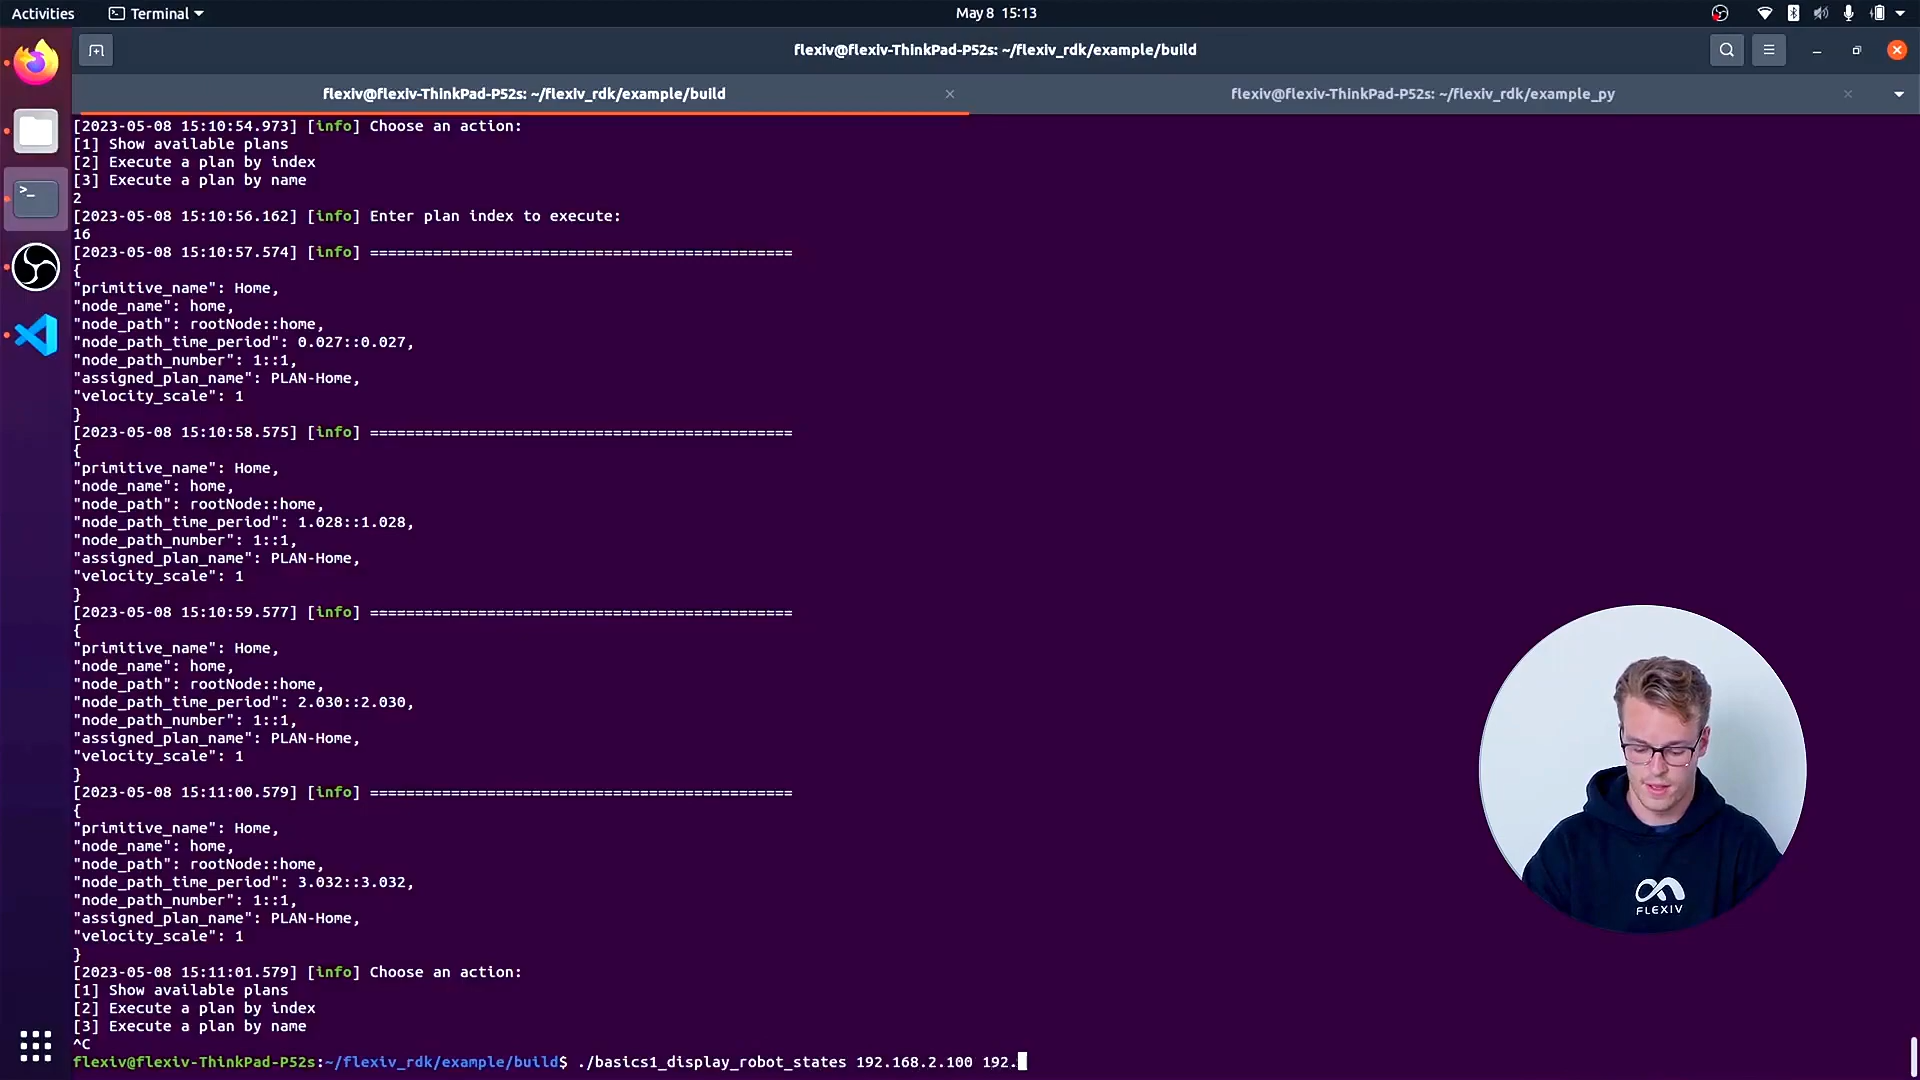 Activities Terminal May 8 15:13
flexiv@flexiv-ThinkPad-P52s: ~/flexiv_rdk/example/build
flexiv@flexiv-ThinkPad-P52s: ~/flexiv_rdk/example/build flexiv@flexiv-ThinkPad-P52s: ~/flexiv_rdk/example_py
[2023-05-08 15:10:54.973] [info] Choose an action:
[1] Show available plans
[2] Execute a plan by index
[3] Execute a plan by name
2
[2023-05-08 15:10:56.162] [info] Enter plan index to execute:
16
[2023-05-08 15:10:57.574] [info] ===============================================
{
"primitive_name": Home,
"node_name": home,
"node_path": rootNode::home,
"node_path_time_period": 0.027::0.027,
"node_path_number": 1::1,
"assigned_plan_name": PLAN-Home,
"velocity_scale": 1
}
[2023-05-08 15:10:58.575] [info] ===============================================
{
"primitive_name": Home,
"node_name": home,
"node_path": rootNode::home,
"node_path_time_period": 1.028::1.028,
"node_path_number": 1::1,
"assigned_plan_name": PLAN-Home,
"velocity_scale": 1
}
[2023-05-08 15:10:59.577] [info] ===============================================
{
"primitive_name": Home,
"node_name": home,
"node_path": rootNode::home,
"node_path_time_period": 2.030::2.030,
"node_path_number": 1::1,
"assigned_plan_name": PLAN-Home,
"velocity_scale": 1
}
[2023-05-08 15:11:00.579] [info] ===============================================
{
"primitive_name": Home,
"node_name": home,
"node_path": rootNode::home,
"node_path_time_period": 3.032::3.032,
"node_path_number": 1::1,
"assigned_plan_name": PLAN-Home,
"velocity_scale": 1
}
[2023-05-08 15:11:01.579] [info] Choose an action:
[1] Show available plans
[2] Execute a plan by index
[3] Execute a plan by name
^C
flexiv@flexiv-ThinkPad-P52s:~/flexiv_rdk/example/build$ ./basics1_display_robot_states 192.168.2.100 192.
FLEXIV